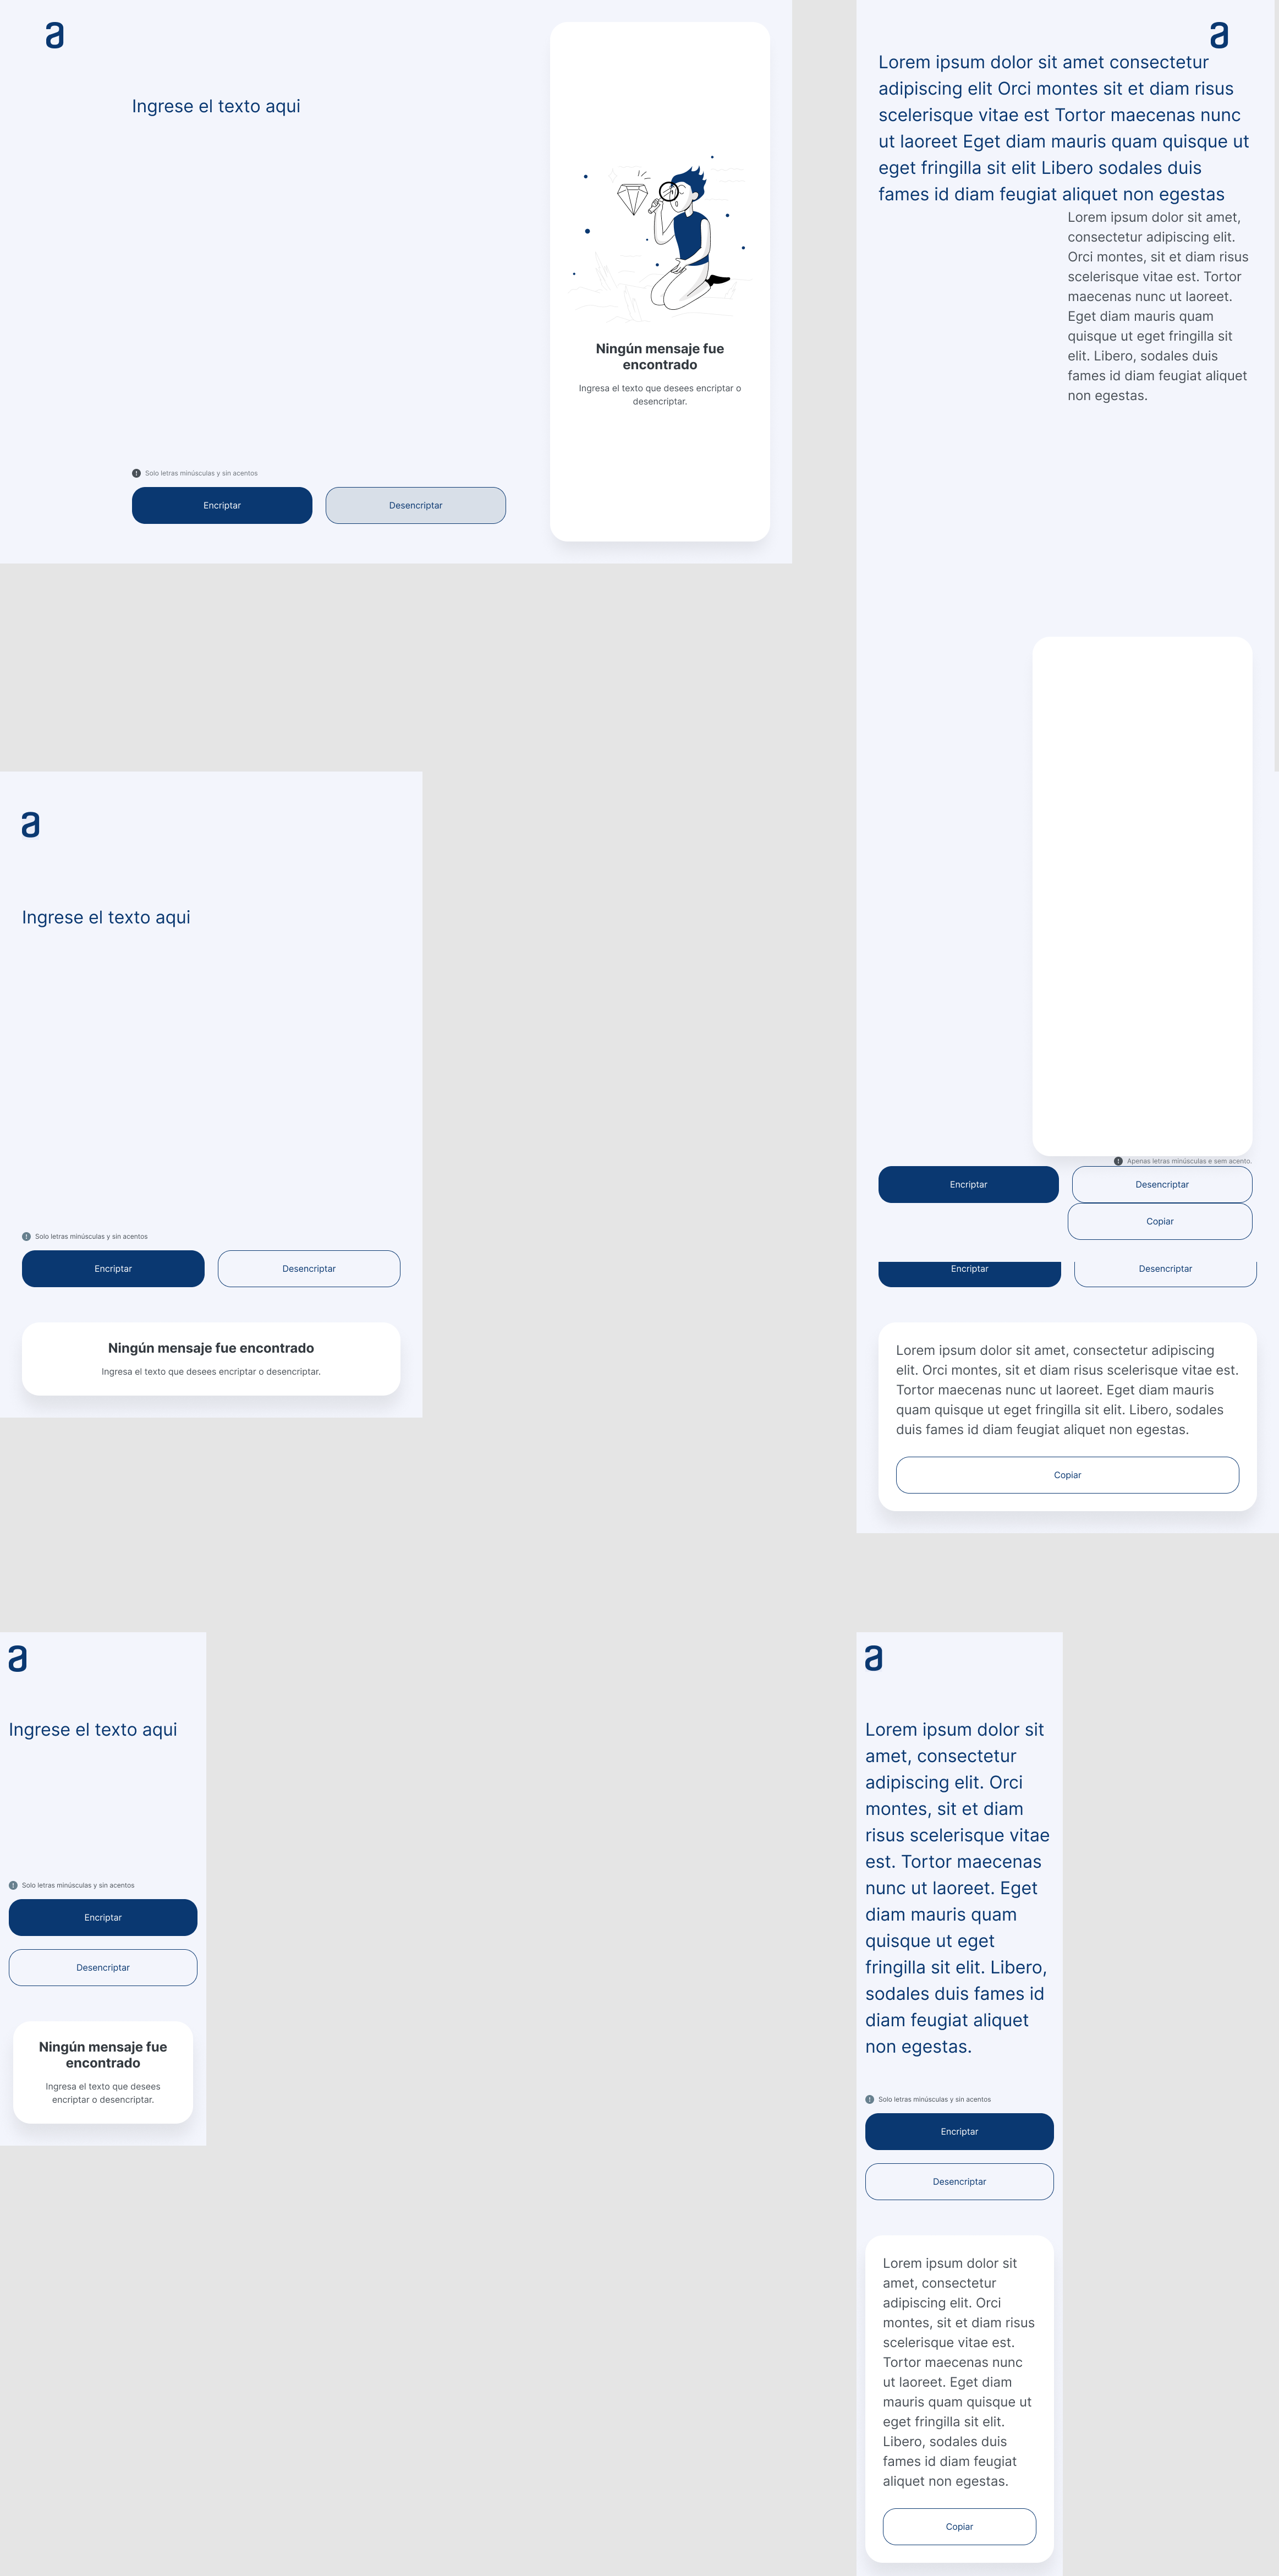 a
Ingrese el texto aqui
Ningún mensaje fue
encontrado
Ingresa el texto que desees encriptar o
desencriptar.
Solo letras minúsculas y sin acentos
Encriptar
Desencriptar
a
Lorem ipsum dolor sit amet consectetur
adipiscing elit Orci montes sit et diam risus
scelerisque vitae est Tortor maecenas nunc
ut laoreet Eget diam mauris quam quisque ut
eget fringilla sit elit Libero sodales duis
fames id diam feugiat aliquet non egestas
Lorem ipsum dolor sit amet,
consectetur adipiscing elit.
Orci montes, sit et diam risus
scelerisque vitae est. Tortor
maecenas nunc ut laoreet.
Eget diam mauris quam
quisque ut eget fringilla sit
elit. Libero, sodales duis
fames id diam feugiat aliquet
non egestas.
Apenas letras minúsculas e sem acento.
Encriptar
Desencriptar
Copiar
Encriptar
Desencriptar
Lorem ipsum dolor sit amet, consectetur adipiscing
elit. Orci montes, sit et diam risus scelerisque vitae est.
Tortor maecenas nunc ut laoreet. Eget diam mauris
quam quisque ut eget fringilla sit elit. Libero, sodales
duis fames id diam feugiat aliquet non egestas.
Copiar
a
Ingrese el texto aqui
Solo letras minúsculas y sin acentos
Encriptar
Desencriptar
Ningún mensaje fue encontrado
Ingresa el texto que desees encriptar o desencriptar.
a
Ingrese el texto aqui
Solo letras minúsculas y sin acentos
Encriptar
Desencriptar
Ningún mensaje fue
encontrado
Ingresa el texto que desees
encriptar o desencriptar.
a
Lorem ipsum dolor sit
amet, consectetur
adipiscing elit. Orci
montes, sit et diam
risus scelerisque vitae
est. Tortor maecenas
nunc ut laoreet. Eget
diam mauris quam
quisque ut eget
fringilla sit elit. Libero,
sodales duis fames id
diam feugiat aliquet
non egestas.
Solo letras minúsculas y sin acentos
Encriptar
Desencriptar
Lorem ipsum dolor sit
amet, consectetur
adipiscing elit. Orci
montes, sit et diam risus
scelerisque vitae est.
Tortor maecenas nunc
ut laoreet. Eget diam
mauris quam quisque ut
eget fringilla sit elit.
Libero, sodales duis
fames id diam feugiat
aliquet non egestas.
Copiar